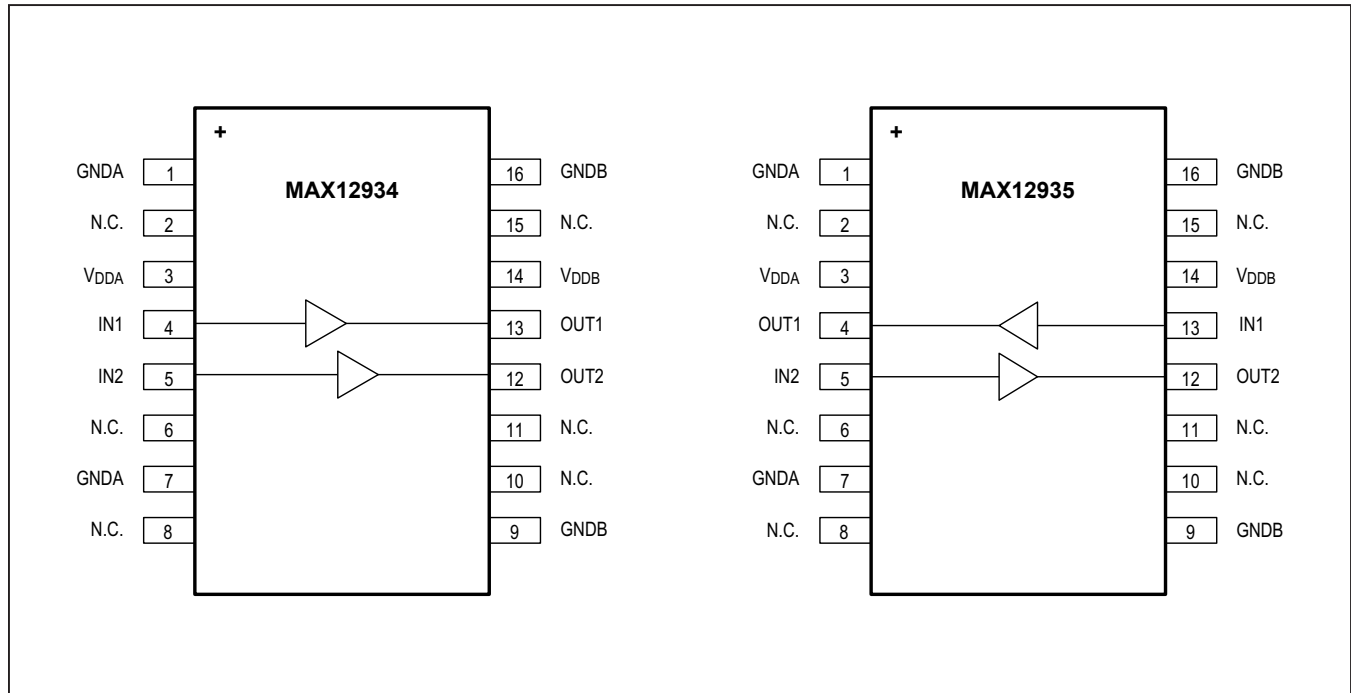 +
MAX12934
GNDA 1 16 GNDB
N.C. 2 15 N.C.
VDDA 3 14 VDDB
IN1 4 13 OUT1
IN2 5 12 OUT2
N.C. 6 11 N.C.
GNDA 7 10 N.C.
N.C. 8 9 GNDB
+
MAX12935
GNDA 1 16 GNDB
N.C. 2 15 N.C.
VDDA 3 14 VDDB
OUT1 4 13 IN1
IN2 5 12 OUT2
N.C. 6 11 N.C.
GNDA 7 10 N.C.
N.C. 8 9 GNDB